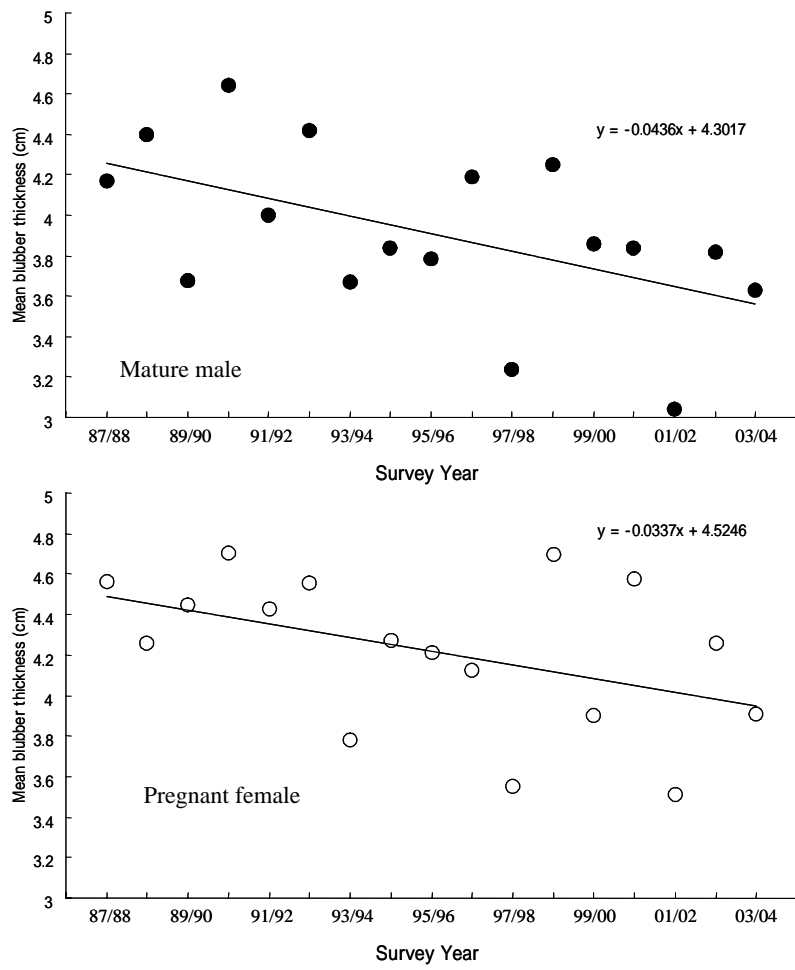 5
4.8
4.6
4.4
4.2
4
3.8
3.6
3.4
3.2
3
Mean blubber thickness (cm)
y = -0.0436x + 4.3017
Mature male
87/88 89/90 91/92 93/94 95/96 97/98 99/00 01/02 03/04
Survey Year
5
4.8
4.6
4.4
4.2
4
3.8
3.6
3.4
3.2
3
Mean blubber thickness (cm)
y = -0.0337x + 4.5246
Pregnant female
87/88 89/90 91/92 93/94 95/96 97/98 99/00 01/02 03/04
Survey Year